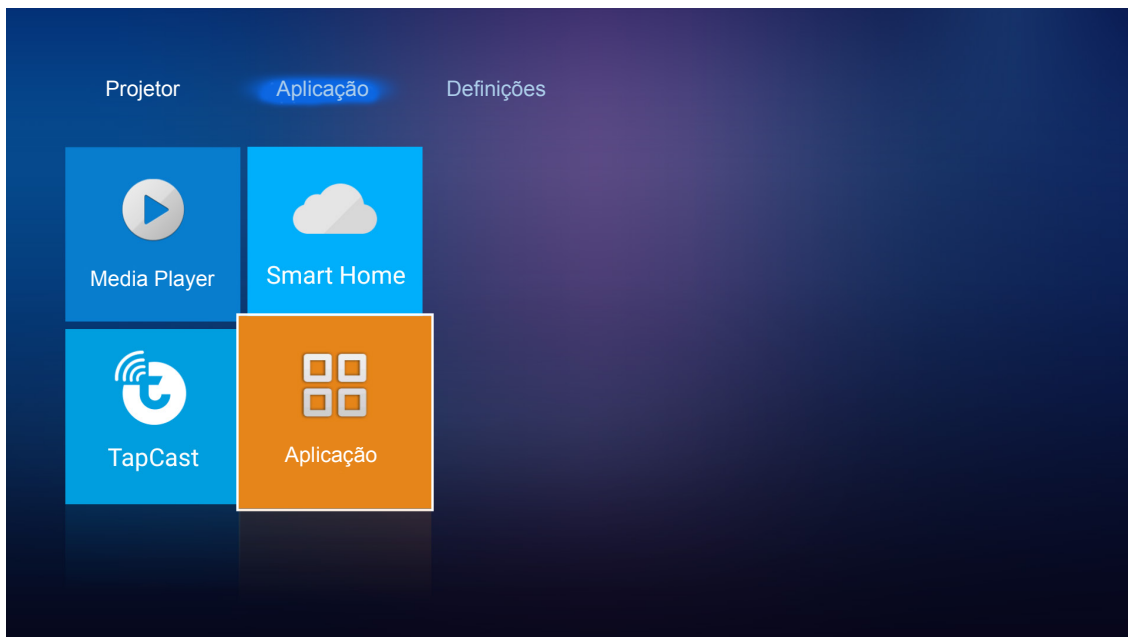 Projetor Aplicação Definições
Media Player Smart Home
TapCast Aplicação